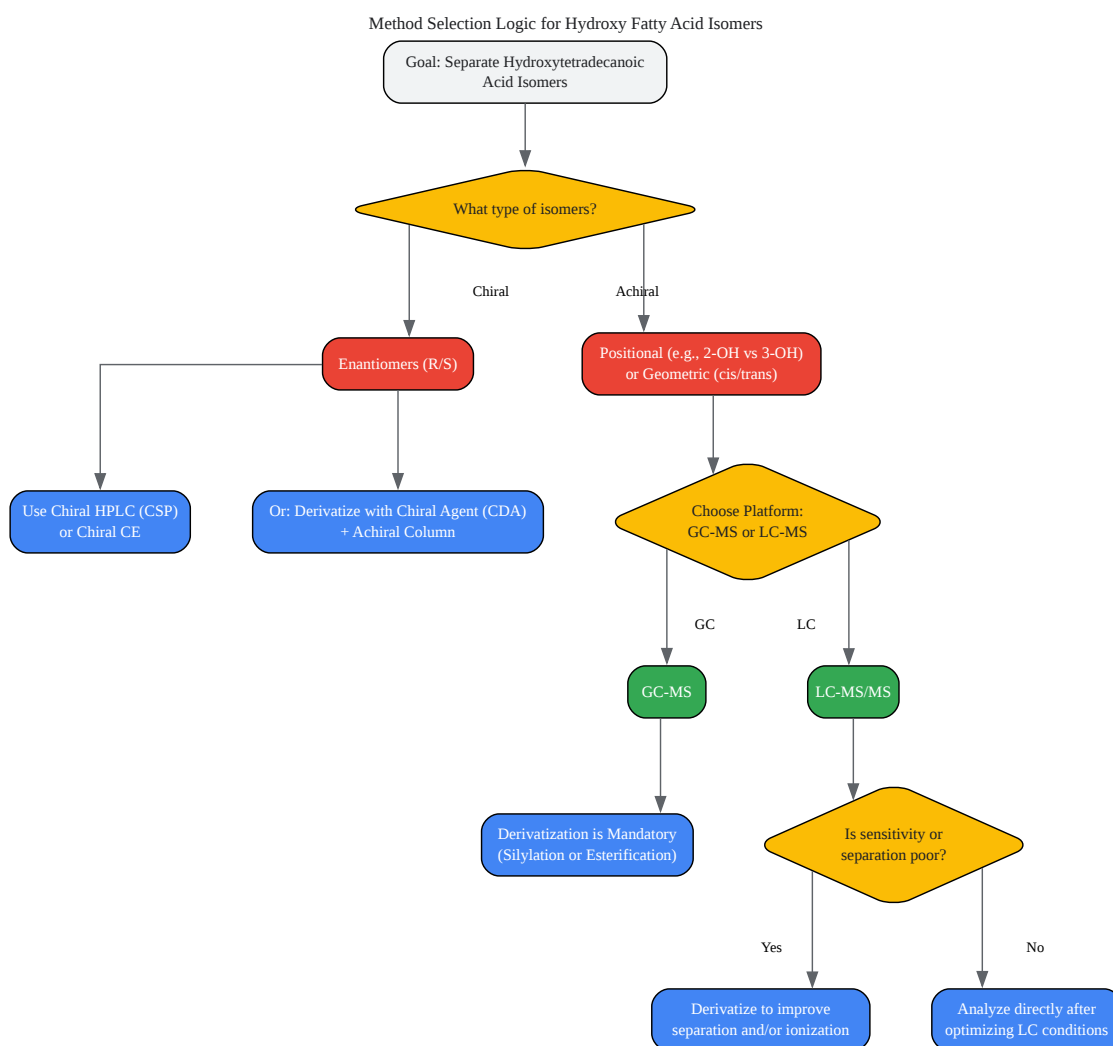 Method Selection Logic for Hydroxy Fatty Acid Isomers
Goal: Separate Hydroxytetradecanoic
Acid Isomers
What type of isomers?
Chiral
Achiral
Enantiomers (R/S)
Positional (e.g., 2-OH vs 3-OH)
or Geometric (cis/trans)
Use Chiral HPLC (CSP)
or Chiral CE
Or: Derivatize with Chiral Agent (CDA)
+ Achiral Column
Choose Platform:
GC-MS or LC-MS
GC
LC
GC-MS
LC-MS/MS
Derivatization is Mandatory
(Silylation or Esterification)
Is sensitivity or
separation poor?
Yes
No
Derivatize to improve
separation and/or ionization
Analyze directly after
optimizing LC conditions